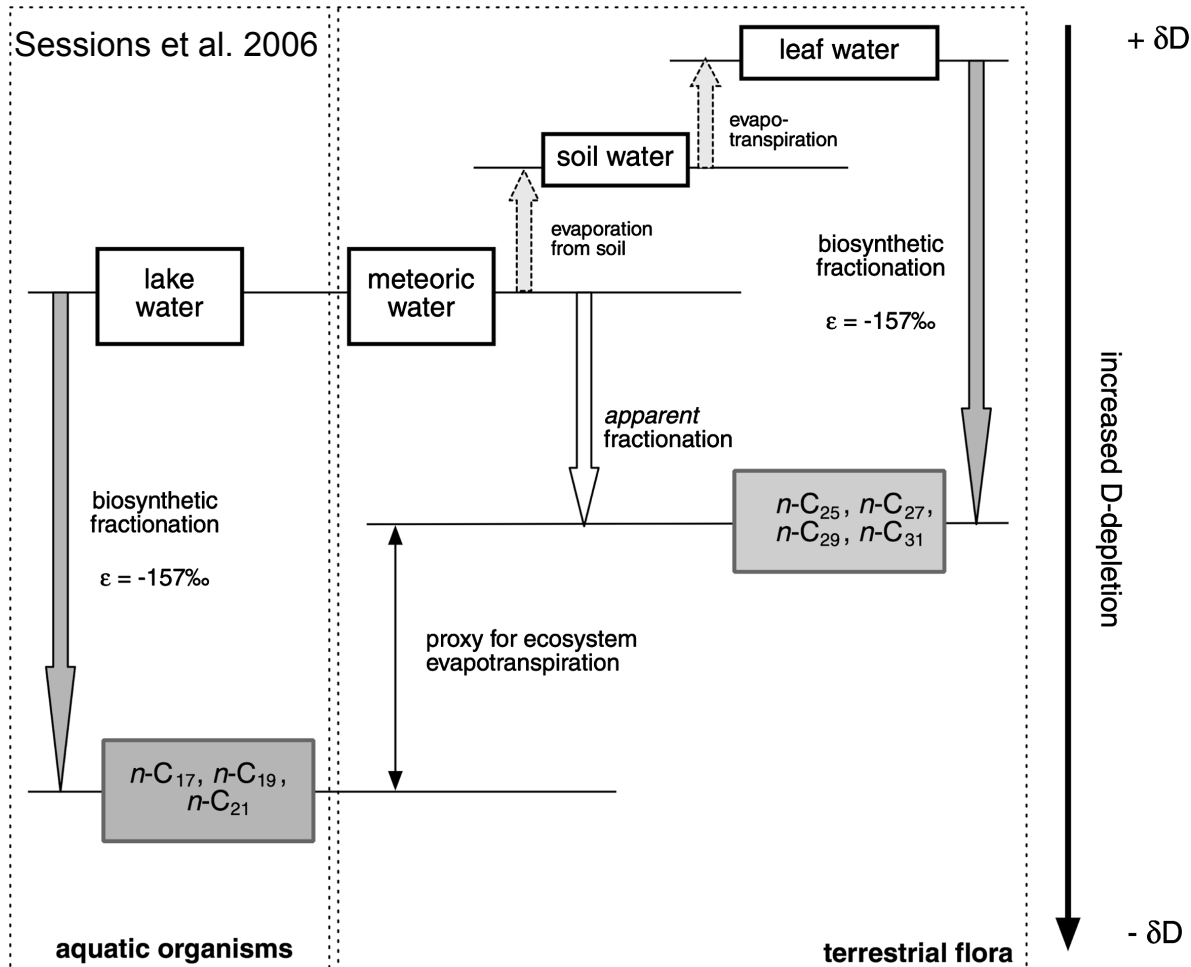 Sessions et al. 2006
+ δD
leaf water
evapo-
transpiration
soil water
evaporation
from soil
biosynthetic
fractionation
ε = -157‰
lake
water
meteoric
water
apparent
fractionation
increased D-depletion
biosynthetic
fractionation
ε = -157‰
n-C25, n-C27,
n-C29, n-C31
proxy for ecosystem
evapotranspiration
n-C17, n-C19,
n-C21
aquatic organisms
terrestrial flora
- δD